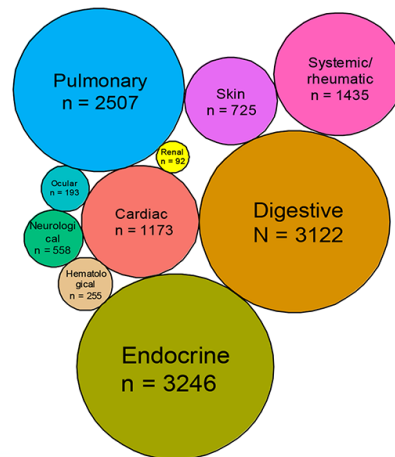 Pulmonary
n = 2507
Skin
n = 725
Systemic/
rheumatic
n = 1435
Renal
n = 92
Ocular
n = 193
Neurologi
cal
n = 558
Cardiac
n = 1173
Digestive
N = 3122
Hematolo
gical
n = 255
Endocrine
n = 3246